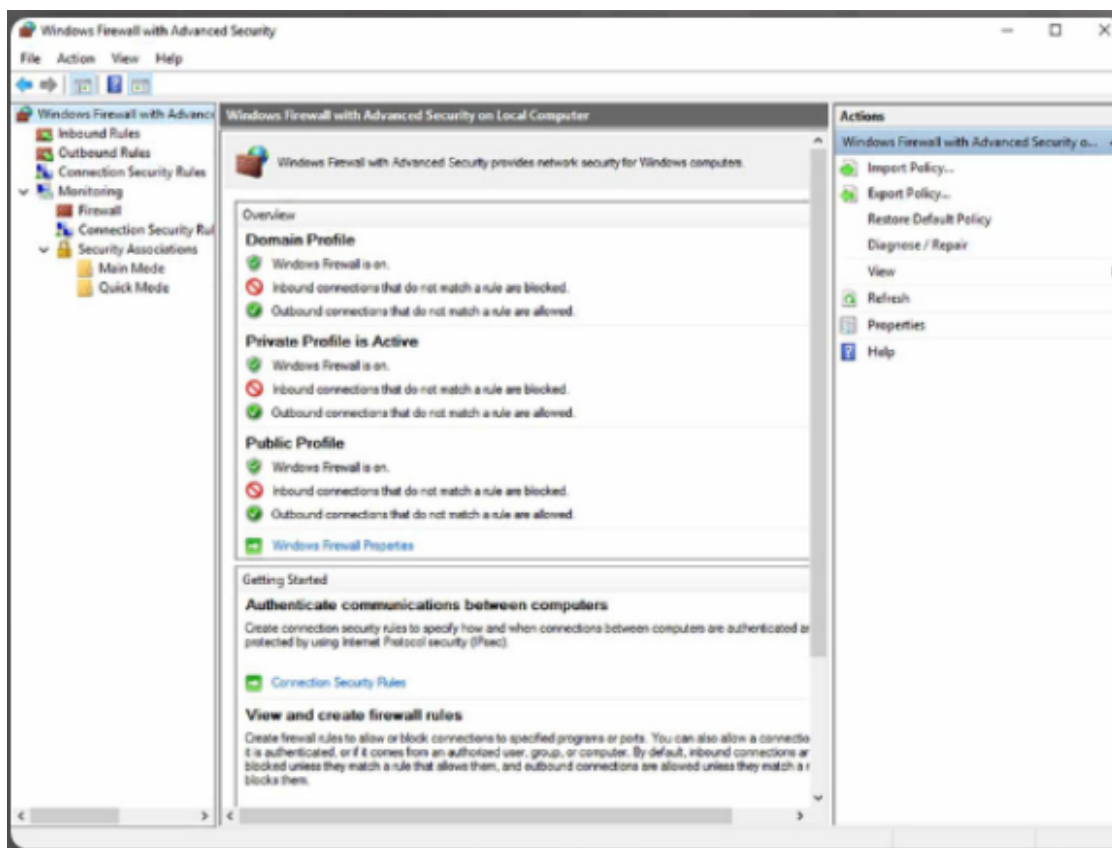 Windows Firewall with Advanced Security
File Action View Help
Windows Firewall with Advance
Inbound Rules
Outbound Rules
Connection Security Rules
Monitoring
Firewall
Connection Security Rul
Security Associations
Main Mode
Quick Mode
Windows Firewall with Advanced Security on Local Computer
Windows Firewall with Advanced Security provides network security for Windows computers.
Overview
Domain Profile
Windows Firewall is on.
Inbound connections that do not match a rule are blocked.
Outbound connections that do not match a rule are allowed.
Private Profile is Active
Windows Firewall is on.
Inbound connections that do not match a rule are blocked.
Outbound connections that do not match a rule are allowed.
Public Profile
Windows Firewall is on.
Inbound connections that do not match a rule are blocked.
Outbound connections that do not match a rule are allowed.
Windows Firewall Properties
Getting Started
Authenticate communications between computers
Create connection security rules to specify how and when connections between computers are authenticated an
protected by using Internet Protocol security (IPsec).
Connection Security Rules
View and create firewall rules
Create firewall rules to allow or block connections to specified programs or ports. You can also allow a connectio
it is authenticated, or if it comes from an authorized user, group, or computer. By default, inbound connections ar
blocked unless they match a rule that allows them, and outbound connections are allowed unless they match a r
blocks them.
Actions
Windows Firewall with Advanced Security o...
Import Policy...
Export Policy...
Restore Default Policy
Diagnose / Repair
View
Refresh
Properties
Help